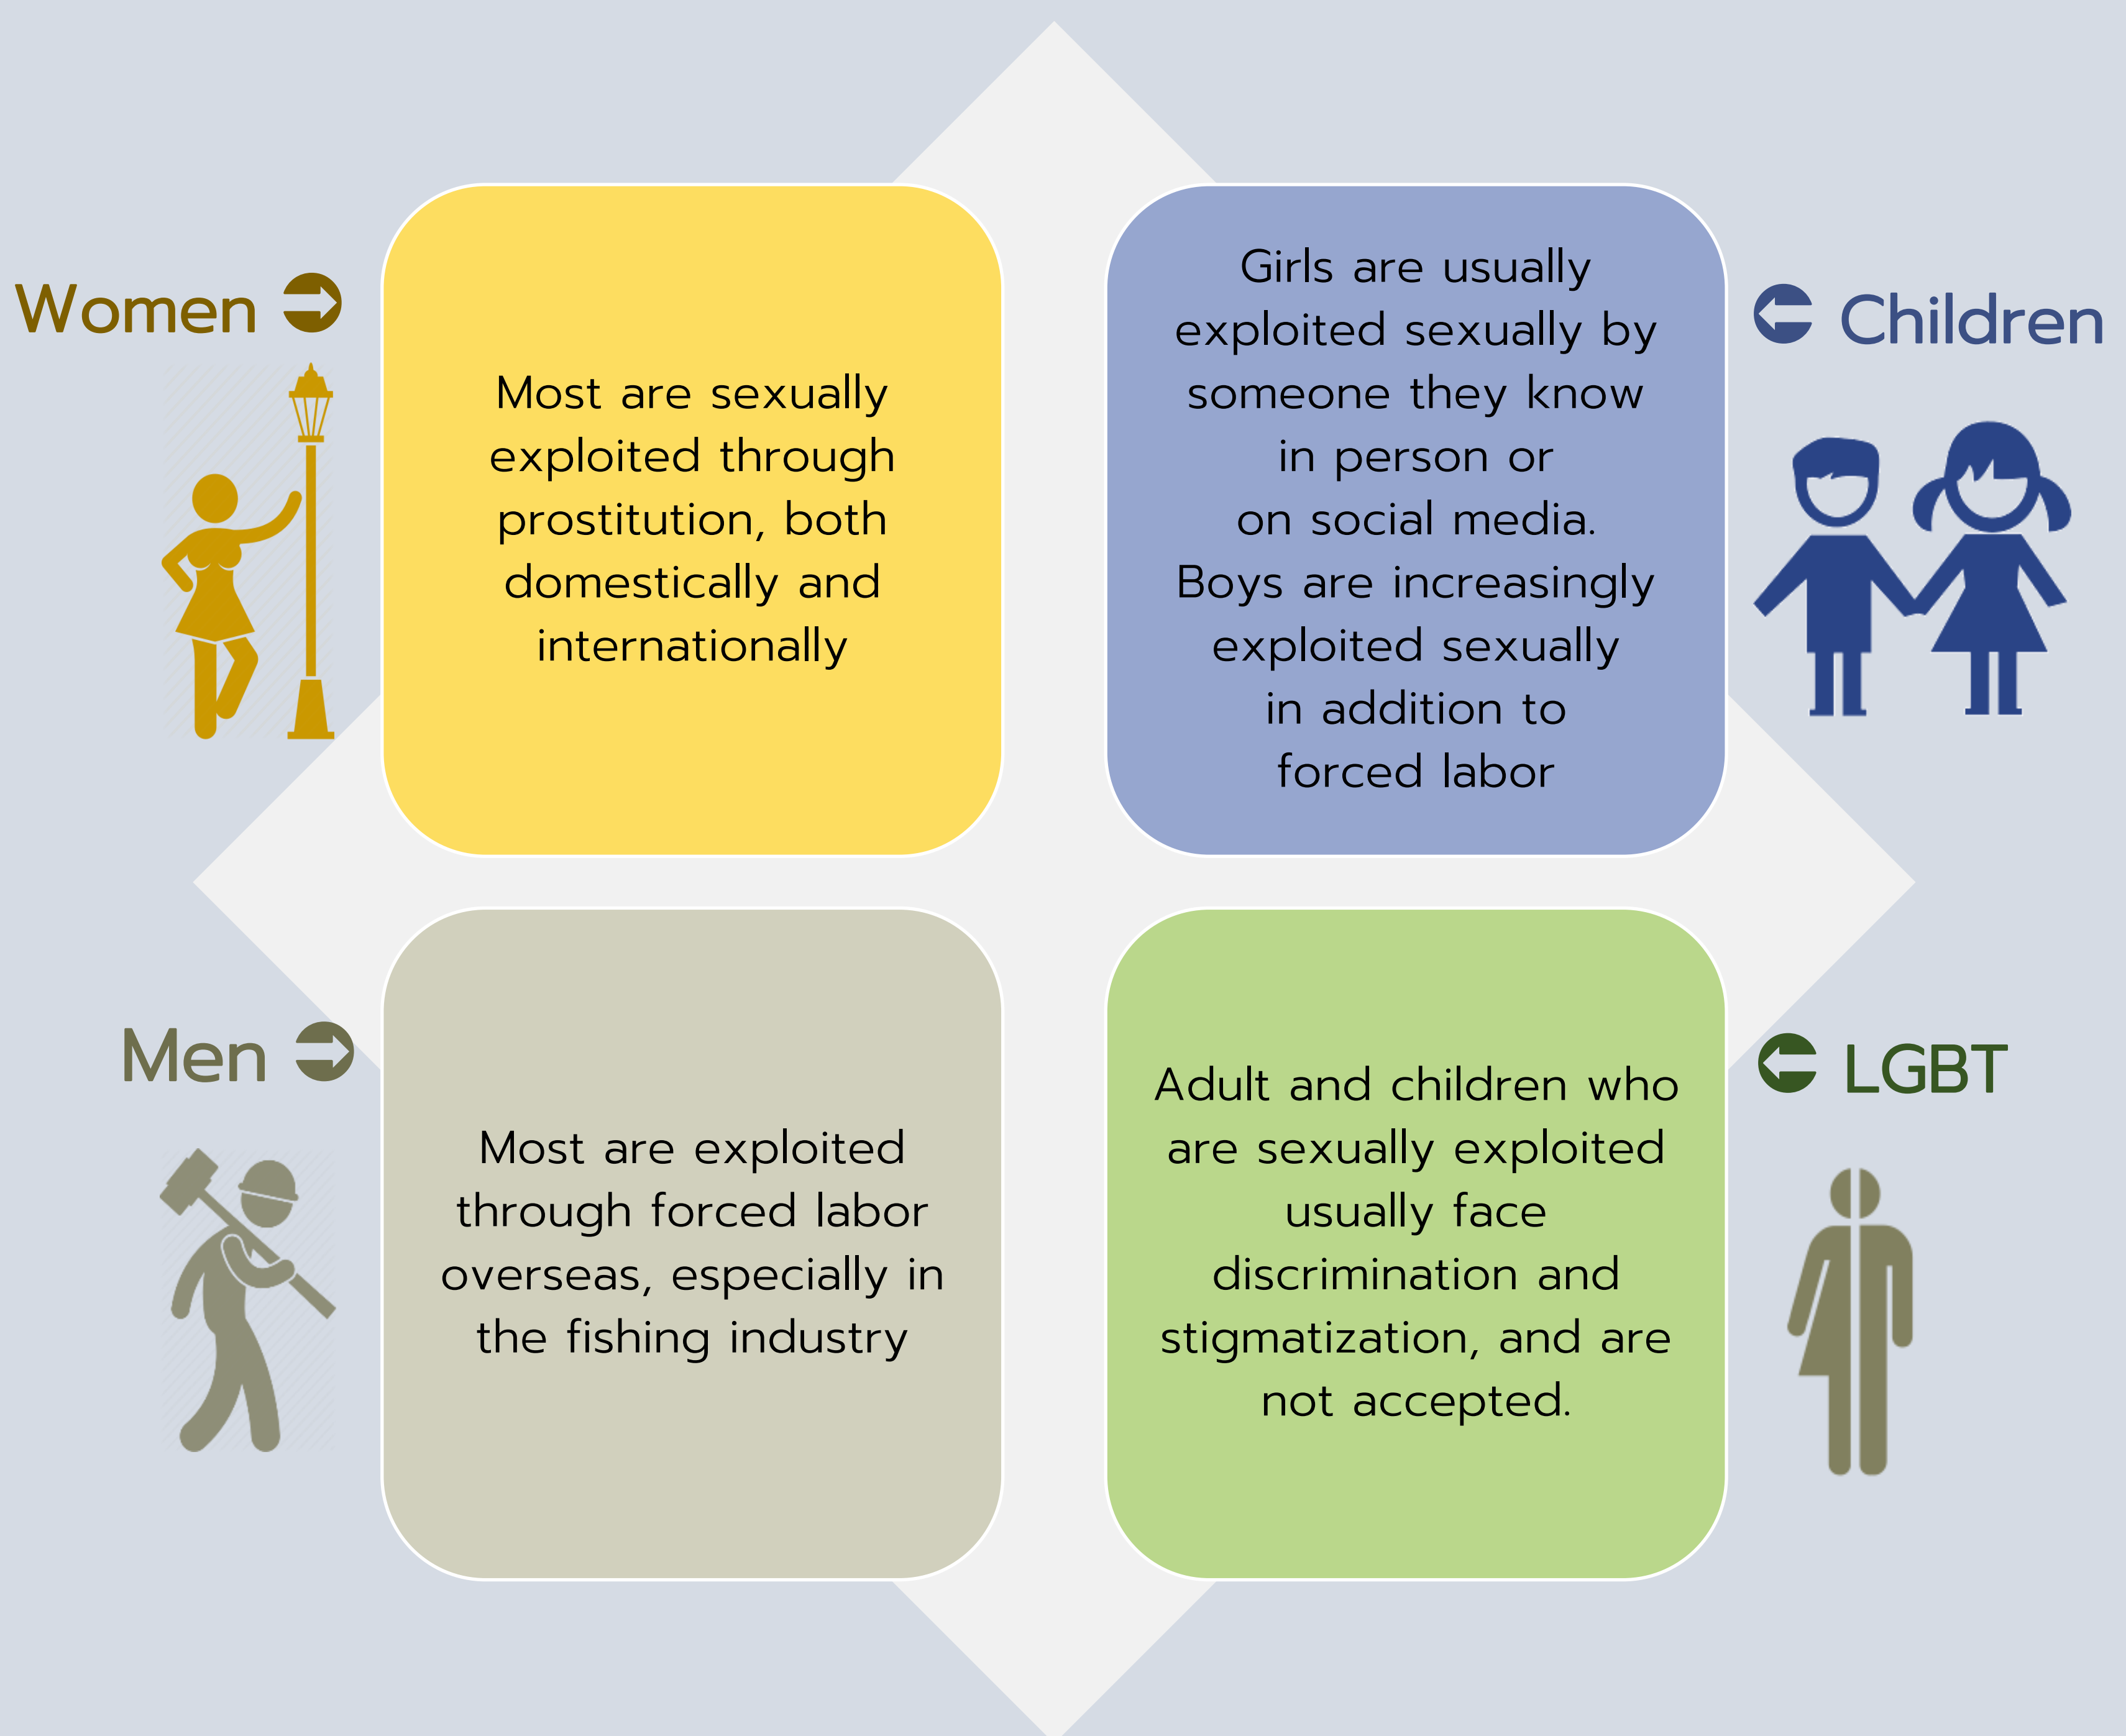 Women
Most are sexually
exploited through
prostitution, both
domestically and
internationally
Children
Girls are usually
exploited sexually by
someone they know
in person or
on social media.
Boys are increasingly
exploited sexually
in addition to
forced labor
Men
Most are exploited
through forced labor
overseas, especially in
the fishing industry
LGBT
Adult and children who
are sexually exploited
usually face
discrimination and
stigmatization, and are
not accepted.